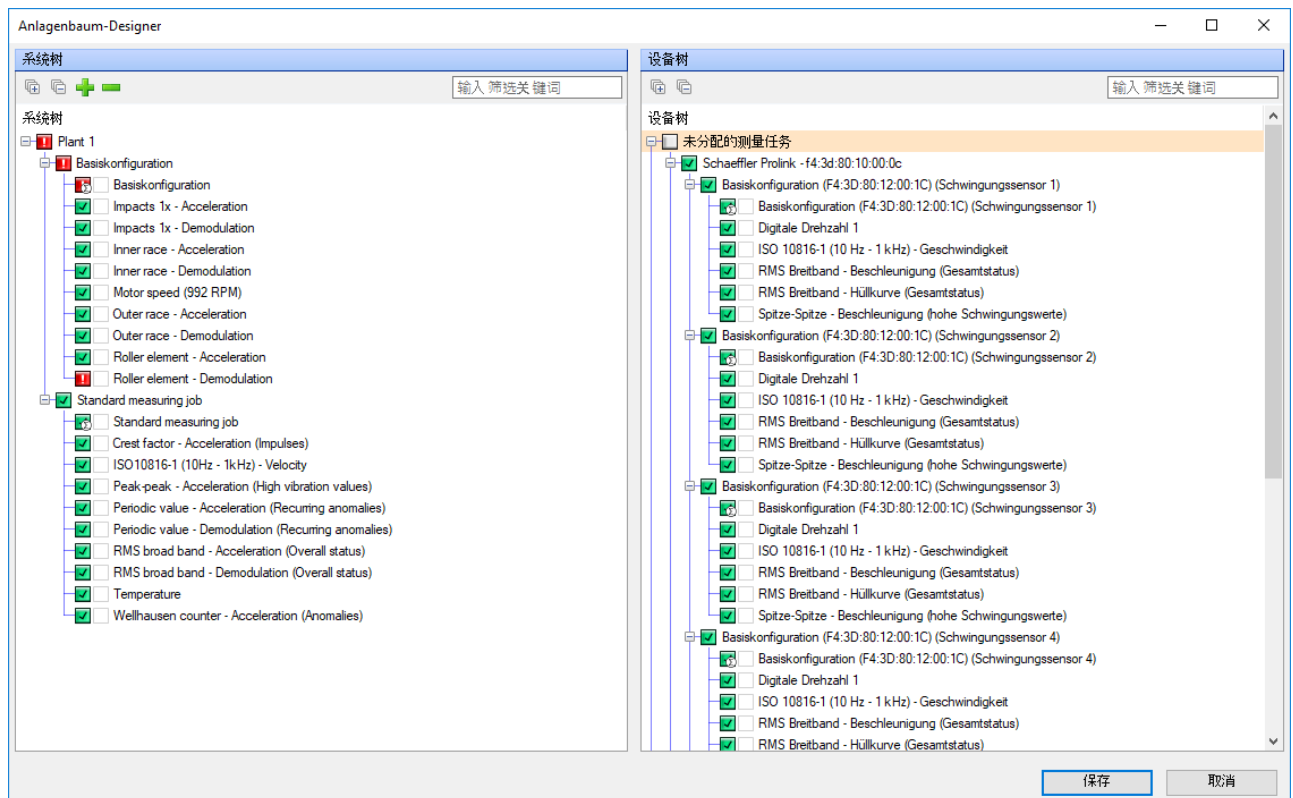 Anlagenbaum-Designer
系统树
输入 筛选关 键词
系统树
Plant 1
Basiskonfiguration
Basiskonfiguration
Impacts 1x - Acceleration
Impacts 1x - Demodulation
Inner race - Acceleration
Inner race - Demodulation
Motor speed (992 RPM)
Outer race - Acceleration
Outer race - Demodulation
Roller element - Acceleration
Roller element - Demodulation
Standard measuring job
Standard measuring job
Crest factor - Acceleration (Impulses)
ISO10816-1 (10Hz - 1kHz) - Velocity
Peak-peak - Acceleration (High vibration values)
Periodic value - Acceleration (Recurring anomalies)
Periodic value - Demodulation (Recurring anomalies)
RMS broad band - Acceleration (Overall status)
RMS broad band - Demodulation (Overall status)
Temperature
Wellhausen counter - Acceleration (Anomalies)
设备树
输入 筛选关 键词
设备树
未分配的测量任务
Schaeffler Prolink - f4:3d:80:10:00:0c
Basiskonfiguration (F4:3D:80:12:00:1C) (Schwingungssensor 1)
Basiskonfiguration (F4:3D:80:12:00:1C) (Schwingungssensor 1)
Digitale Drehzahl 1
ISO 10816-1 (10 Hz - 1 kHz) - Geschwindigkeit
RMS Breitband - Beschleunigung (Gesamtstatus)
RMS Breitband - Hüllkurve (Gesamtstatus)
Spitze-Spitze - Beschleunigung (hohe Schwingungswerte)
Basiskonfiguration (F4:3D:80:12:00:1C) (Schwingungssensor 2)
Basiskonfiguration (F4:3D:80:12:00:1C) (Schwingungssensor 2)
Digitale Drehzahl 1
ISO 10816-1 (10 Hz - 1 kHz) - Geschwindigkeit
RMS Breitband - Beschleunigung (Gesamtstatus)
RMS Breitband - Hüllkurve (Gesamtstatus)
Spitze-Spitze - Beschleunigung (hohe Schwingungswerte)
Basiskonfiguration (F4:3D:80:12:00:1C) (Schwingungssensor 3)
Basiskonfiguration (F4:3D:80:12:00:1C) (Schwingungssensor 3)
Digitale Drehzahl 1
ISO 10816-1 (10 Hz - 1 kHz) - Geschwindigkeit
RMS Breitband - Beschleunigung (Gesamtstatus)
RMS Breitband - Hüllkurve (Gesamtstatus)
Spitze-Spitze - Beschleunigung (hohe Schwingungswerte)
Basiskonfiguration (F4:3D:80:12:00:1C) (Schwingungssensor 4)
Basiskonfiguration (F4:3D:80:12:00:1C) (Schwingungssensor 4)
Digitale Drehzahl 1
ISO 10816-1 (10 Hz - 1 kHz) - Geschwindigkeit
RMS Breitband - Beschleunigung (Gesamtstatus)
RMS Breitband - Hüllkurve (Gesamtstatus)
保存
取消